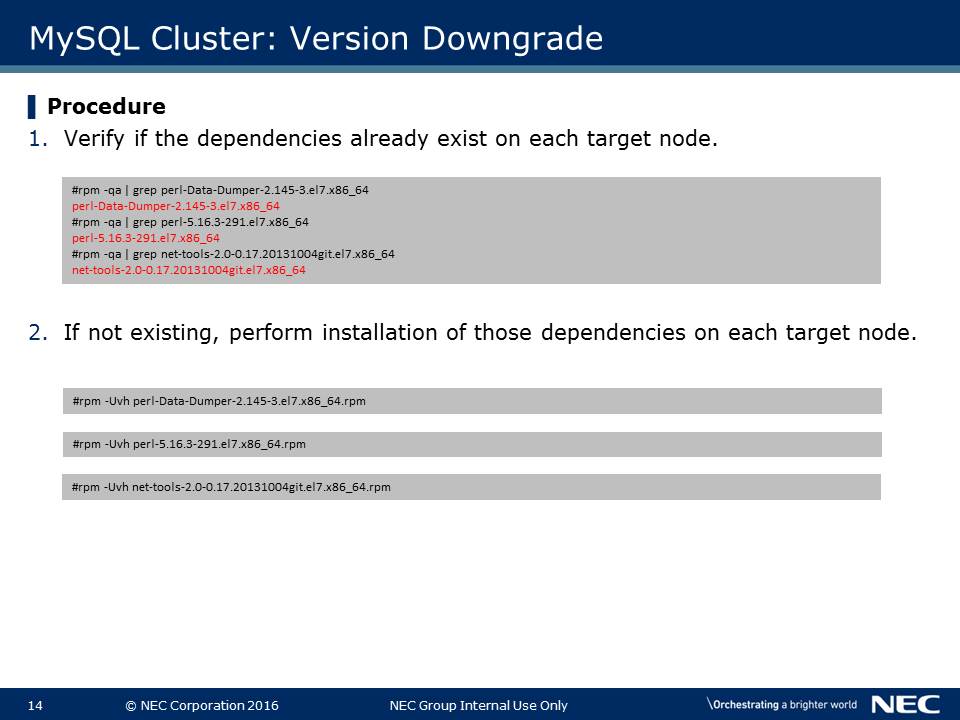 MySQL Cluster: Version Downgrade
Procedure
1. Verify if the dependencies already exist on each target node.
#rpm -qa | grep perl-Data-Dumper-2.145-3.el7.x86_64
perl-Data-Dumper-2.145-3.el7.x86_64
#rpm -qa | grep perl-5.16.3-291.el7.x86_64
perl-5.16.3-291.el7.x86_64
#rpm -qa | grep net-tools-2.0-0.17.20131004git.el7.x86_64
net-tools-2.0-0.17.20131004git.el7.x86_64
2. If not existing, perform installation of those dependencies on each target node.
#rpm -Uvh perl-Data-Dumper-2.145-3.el7.x86_64.rpm
#rpm -Uvh perl-5.16.3-291.el7.x86_64.rpm
#rpm -Uvh net-tools-2.0-0.17.20131004git.el7.x86_64.rpm
14 © NEC Corporation 2016 NEC Group Internal Use Only \Orchestrating a brighter world NEC